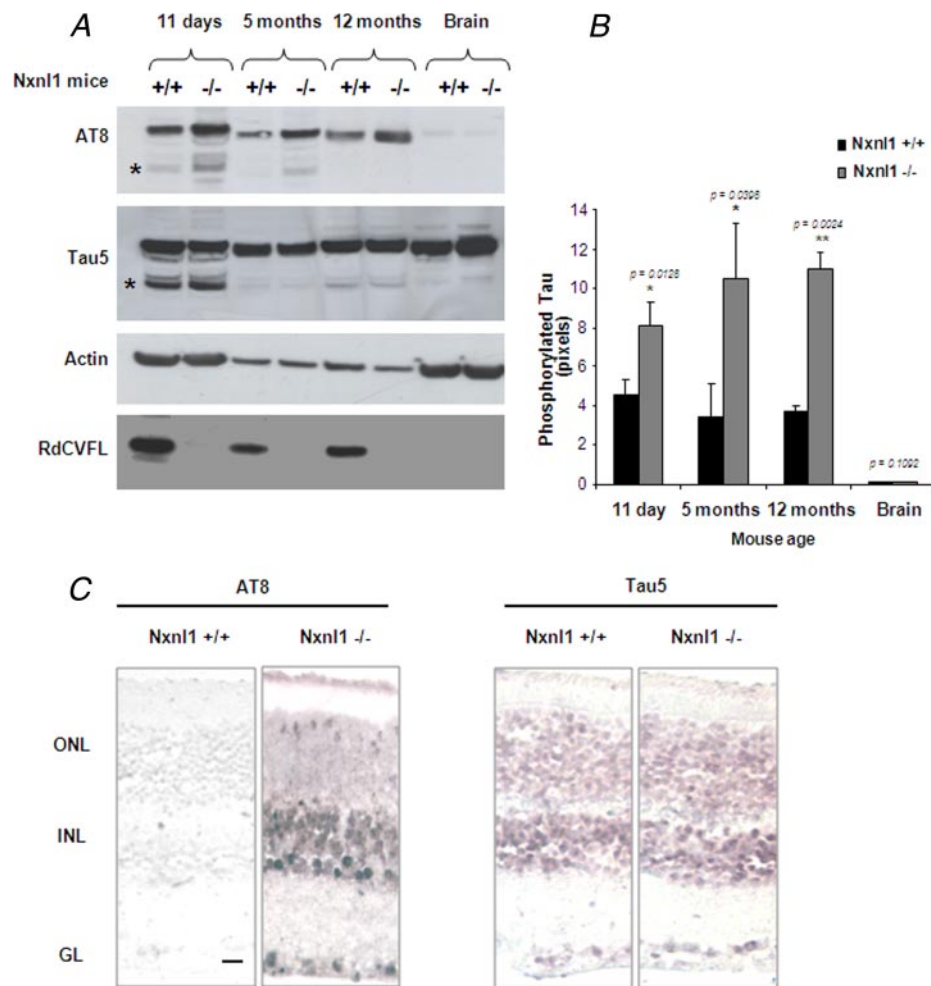 A
11 days 5 months 12 months Brain
Nxnl1 mice +/+ -/- +/+ -/- +/+ -/- +/+ -/-
AT8
*
Tau5
*
Actin
RdCVFL
B
Nxnl1 +/+
Nxnl1 -/-
Phosphorylated Tau
(pixels)
14
12
10
8
6
4
2
0
p = 0.0128
*
p = 0.0398
*
p = 0.0024
**
p = 0.1092
11 day 5 months 12 months Brain
Mouse age
C
AT8 Tau5
Nxnl1 +/+ Nxnl1 -/- Nxnl1 +/+ Nxnl1 -/-
ONL
INL
GL